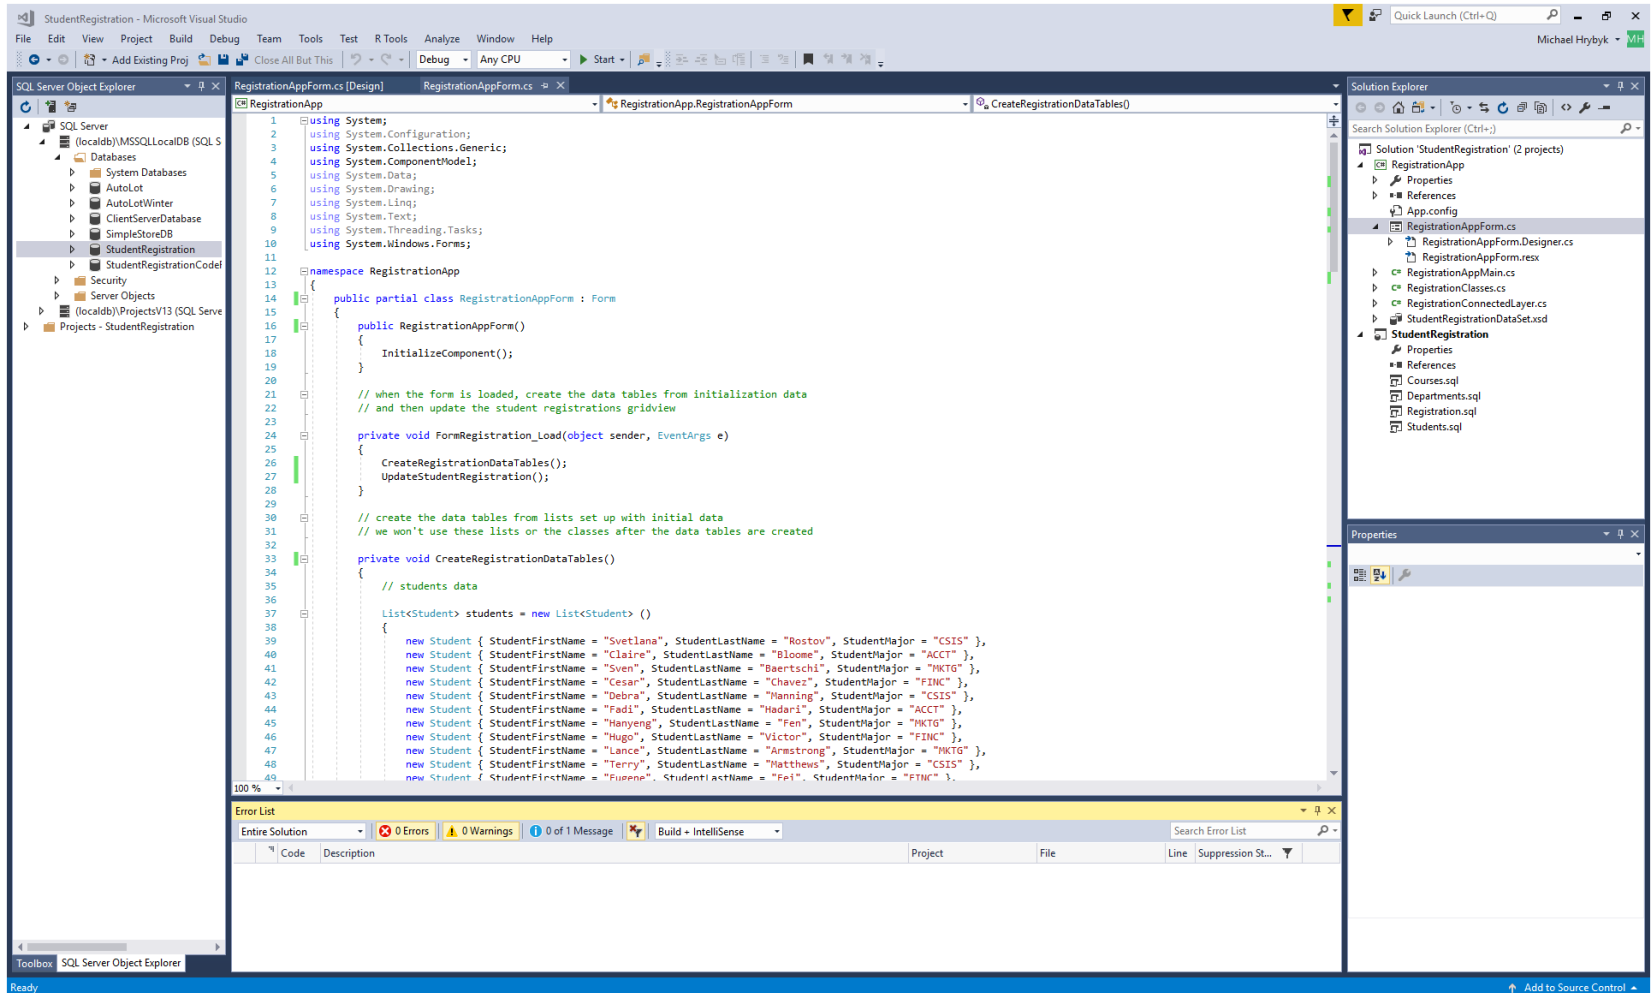 StudentRegistration - Microsoft Visual Studio
Quick Launch (Ctrl+Q)
File Edit View Project Build Debug Team Tools Test R Tools Analyze Window Help
Michael Hrybyk MH
Add Existing Proj Close All But This Debug Any CPU Start
SQL Server Object Explorer
SQL Server
(localdb)\MSSQLLocalDB (SQL S
Databases
System Databases
AutoLot
AutoLotWinter
ClientServerDatabase
SimpleStoreDB
StudentRegistration
StudentRegistrationCodeF
Security
Server Objects
(localdb)\ProjectsV13 (SQL Serve
Projects - StudentRegistration
Toolbox SQL Server Object Explorer
RegistrationAppForm.cs [Design] RegistrationAppForm.cs
RegistrationApp RegistrationApp.RegistrationAppForm CreateRegistrationDataTables()
1 using System;
2 using System.Configuration;
3 using System.Collections.Generic;
4 using System.ComponentModel;
5 using System.Data;
6 using System.Drawing;
7 using System.Linq;
8 using System.Text;
9 using System.Threading.Tasks;
10 using System.Windows.Forms;
11
12 namespace RegistrationApp
13 {
14 public partial class RegistrationAppForm : Form
15 {
16 public RegistrationAppForm()
17 {
18 InitializeComponent();
19 }
20
21 // when the form is loaded, create the data tables from initialization data
22 // and then update the student registrations gridview
23
24 private void FormRegistration_Load(object sender, EventArgs e)
25 {
26 CreateRegistrationDataTables();
27 UpdateStudentRegistration();
28 }
29
30 // create the data tables from lists set up with initial data
31 // we won't use these lists or the classes after the data tables are created
32
33 private void CreateRegistrationDataTables()
34 {
35 // students data
36
37 List<Student> students = new List<Student> ()
38 {
39 new Student { StudentFirstName = "Svetlana", StudentLastName = "Rostov", StudentMajor = "CSIS" },
40 new Student { StudentFirstName = "Claire", StudentLastName = "Bloome", StudentMajor = "ACCT" },
41 new Student { StudentFirstName = "Sven", StudentLastName = "Baertschi", StudentMajor = "MKTG" },
42 new Student { StudentFirstName = "Cesar", StudentLastName = "Chavez", StudentMajor = "FINC" },
43 new Student { StudentFirstName = "Debra", StudentLastName = "Manning", StudentMajor = "CSIS" },
44 new Student { StudentFirstName = "Fadi", StudentLastName = "Hadari", StudentMajor = "ACCT" },
45 new Student { StudentFirstName = "Hanyeng", StudentLastName = "Fen", StudentMajor = "MKTG" },
46 new Student { StudentFirstName = "Hugo", StudentLastName = "Victor", StudentMajor = "FINC" },
47 new Student { StudentFirstName = "Lance", StudentLastName = "Armstrong", StudentMajor = "MKTG" },
48 new Student { StudentFirstName = "Terry", StudentLastName = "Matthews", StudentMajor = "CSIS" },
49 new Student { StudentFirstName = "Eugene", StudentLastName = "Fei", StudentMajor = "FINC" },
100 %
Error List
Entire Solution 0 Errors 0 Warnings 0 of 1 Message Build + IntelliSense Search Error List
Code Description Project File Line Suppression St...
Solution Explorer
Search Solution Explorer (Ctrl+;)
Solution 'StudentRegistration' (2 projects)
C# RegistrationApp
Properties
References
App.config
RegistrationAppForm.cs
RegistrationAppForm.Designer.cs
RegistrationAppForm.resx
C# RegistrationAppMain.cs
C# RegistrationClasses.cs
C# RegistrationConnectedLayer.cs
StudentRegistrationDataSet.xsd
StudentRegistration
Properties
References
Courses.sql
Departments.sql
Registration.sql
Students.sql
Properties
Ready
Add to Source Control